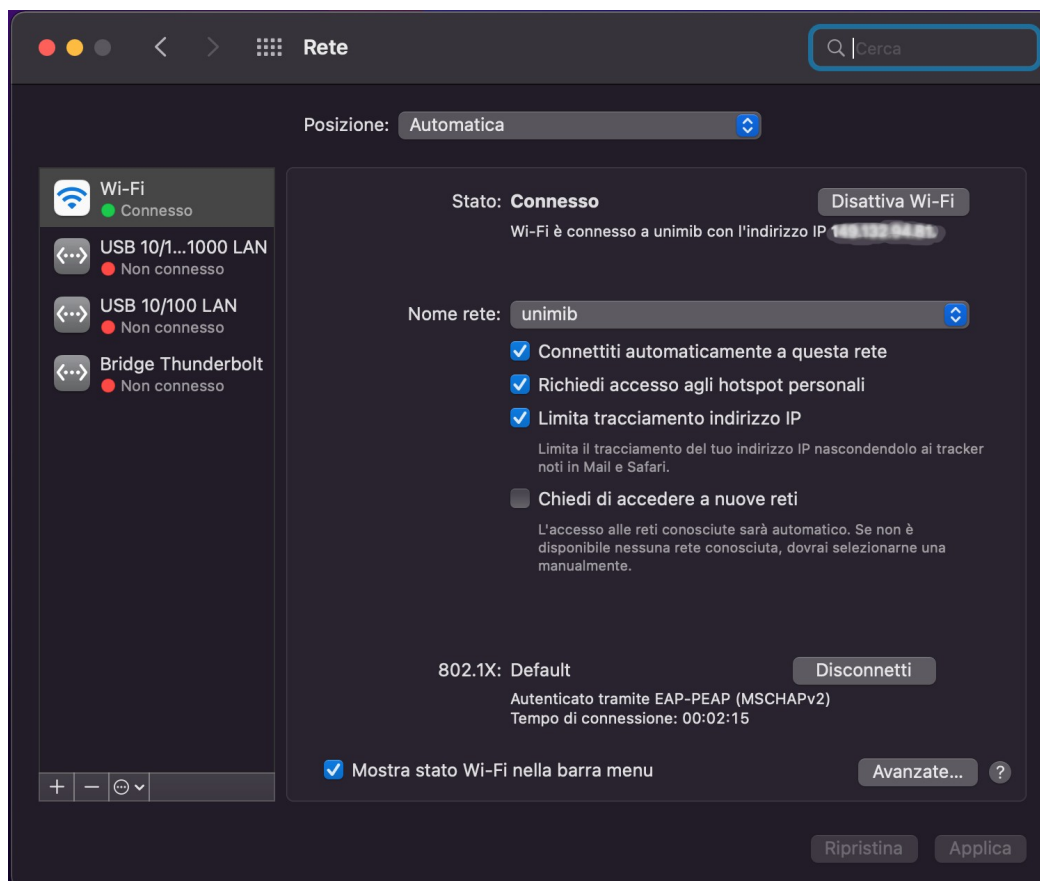 Rete
Cerca
Posizione: Automatica
Wi-Fi
Connesso
USB 10/1...1000 LAN
Non connesso
USB 10/100 LAN
Non connesso
Bridge Thunderbolt
Non connesso
Stato: Connesso
Disattiva Wi-Fi
Wi-Fi è connesso a unimib con l'indirizzo IP
Nome rete: unimib
Connettiti automaticamente a questa rete
Richiedi accesso agli hotspot personali
Limita tracciamento indirizzo IP
Limita il tracciamento del tuo indirizzo IP nascondendolo ai tracker
noti in Mail e Safari.
Chiedi di accedere a nuove reti
L'accesso alle reti conosciute sarà automatico. Se non è
disponibile nessuna rete conosciuta, dovrai selezionarne una
manualmente.
802.1X: Default
Disconnetti
Autenticato tramite EAP-PEAP (MSCHAPv2)
Tempo di connessione: 00:02:15
Mostra stato Wi-Fi nella barra menu
Avanzate...
?
Ripristina
Applica